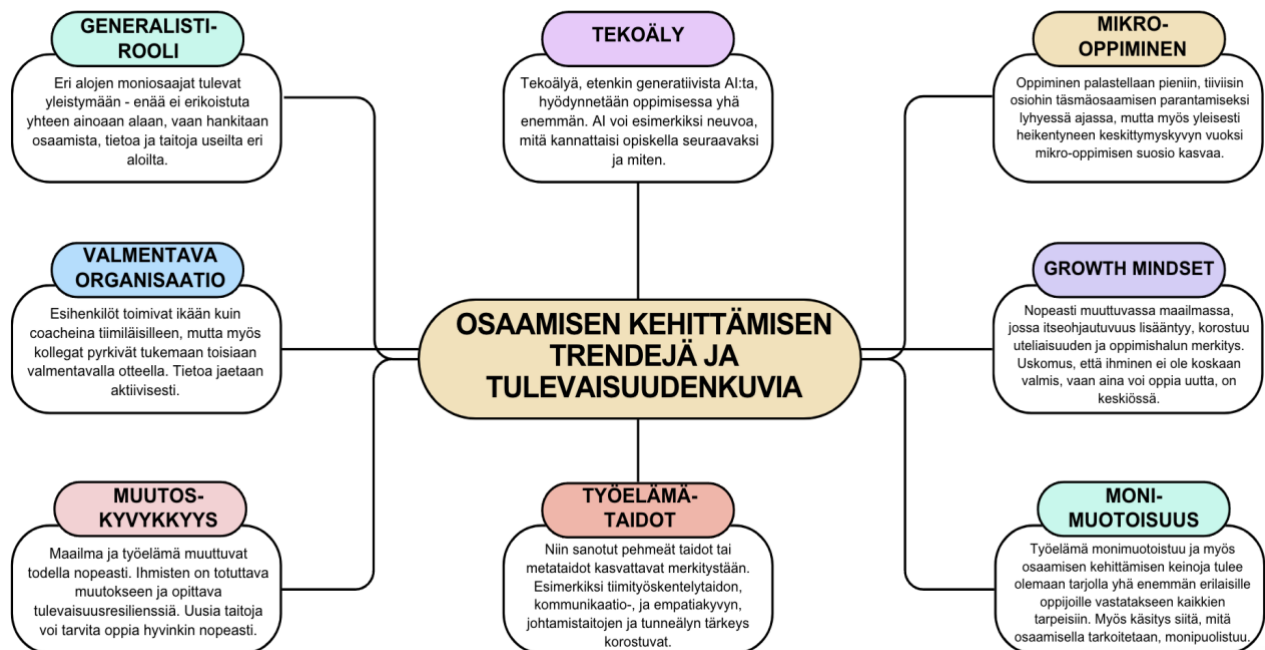 GENERALISTI-
ROOLI
Eri alojen moniosaajat tulevat
yleistymään - enää ei erikoistuta
yhteen ainoaan alaan, vaan hankitaan
osaamista, tietoa ja taitoja useilta eri
aloilta.
TEKOÄLY
Tekoälyä, etenkin generatiivista AI:ta,
hyödynnetään oppimisessa yhä
enemmän. AI voi esimerkiksi neuvoa,
mitä kannattaisi opiskella seuraavaksi
ja miten.
MIKRO-
OPPIMINEN
Oppiminen palastellaan pieniin, tiiviisin
osiohin täsmäosaamisen parantamiseksi
lyhyessä ajassa, mutta myös yleisesti
heikentyneen keskittymyskyvyn vuoksi
mikro-oppimisen suosio kasvaa.
VALMENTAVA
ORGANISAATIO
Esihenkilöt toimivat ikään kuin
coacheina tiimiläisilleen, mutta myös
kollegat pyrkivät tukemaan toisiaan
valmentavalla otteella. Tietoa jaetaan
aktiivisesti.
OSAAMISEN KEHITTÄMISEN
TRENDEJÄ JA
TULEVAISUUDENKUVIA
GROWTH MINDSET
Nopeasti muuttuvassa maailmassa,
jossa itseohjautuvuus lisääntyy, korostuu
uteliaisuuden ja oppimishalun merkitys.
Uskomus, että ihminen ei ole koskaan
valmis, vaan aina voi oppia uutta, on
keskiössä.
MUUTOS-
KYVYKKYYS
Maailma ja työelämä muuttuvat
todella nopeasti. Ihmisten on totuttava
muutokseen ja opittava
tulevaisuusresilienssiä. Uusia taitoja
voi tarvita oppia hyvinkin nopeasti.
TYÖELÄMÄ-
TAIDOT
Niin sanotut pehmeät taidot tai
metataidot kasvattavat merkitystään.
Esimerkiksi tiimityöskentelytaidon,
kommunikaatio-, ja empatiakyvyn,
johtamistaitojen ja tunneälyn tärkeys
korostuvat.
MONI-
MUOTOISUUS
Työelämä monimuotoistuu ja myös
osaamisen kehittämisen keinoja tulee
olemaan tarjolla yhä enemmän erilaisille
oppijoille vastatakseen kaikkien
tarpeisiin. Myös käsitys siitä, mitä
osaamisella tarkoitetaan, monipuolistuu.